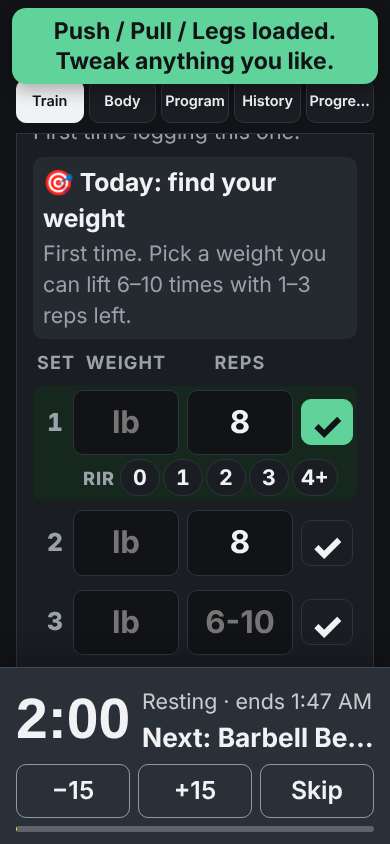 Push / Pull / Legs loaded.
Tweak anything you like.
Train Body Program History Progre...
First time logging this one.
🎯 Today: find your
weight
First time. Pick a weight you
can lift 6–10 times with 1–3
reps left.
SET WEIGHT REPS
1 lb 8 ✓
RIR 0 1 2 3 4+
2 lb 8 ✓
3 lb 6-10 ✓
2:00 Resting · ends 1:47 AM
Next: Barbell Be...
−15 +15 Skip